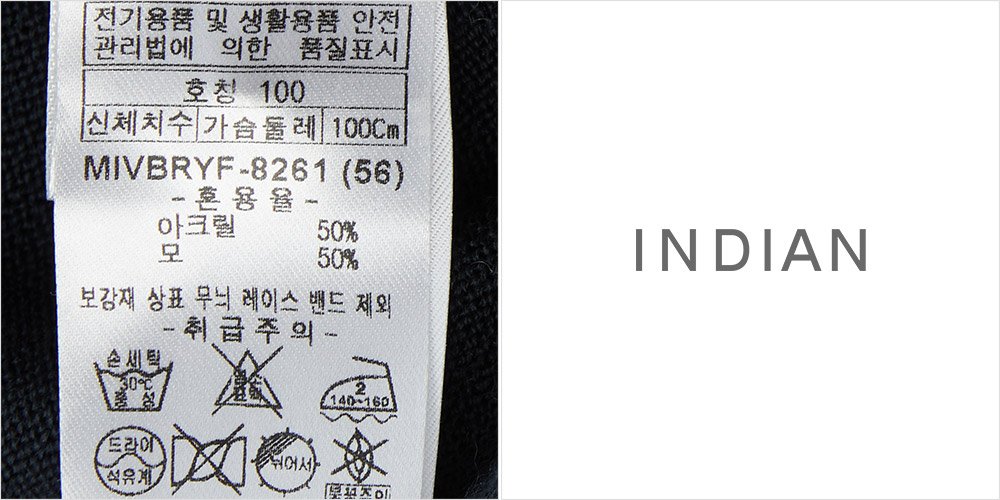 전기용품 및 생활용품 안전
관리법에 의한 품질표시
호칭 100
신체치수 가슴둘레 100Cm
MIVBRYF-8261 (56)
- 혼용율 -
아크릴 50%
모 50%
보강재 상표 무늬 레이스 밴드 제외
- 취급주의 -
손세탁
30℃
중성
염소
표백
2
140~160
드라이
석유계
뉘어서
INDIAN